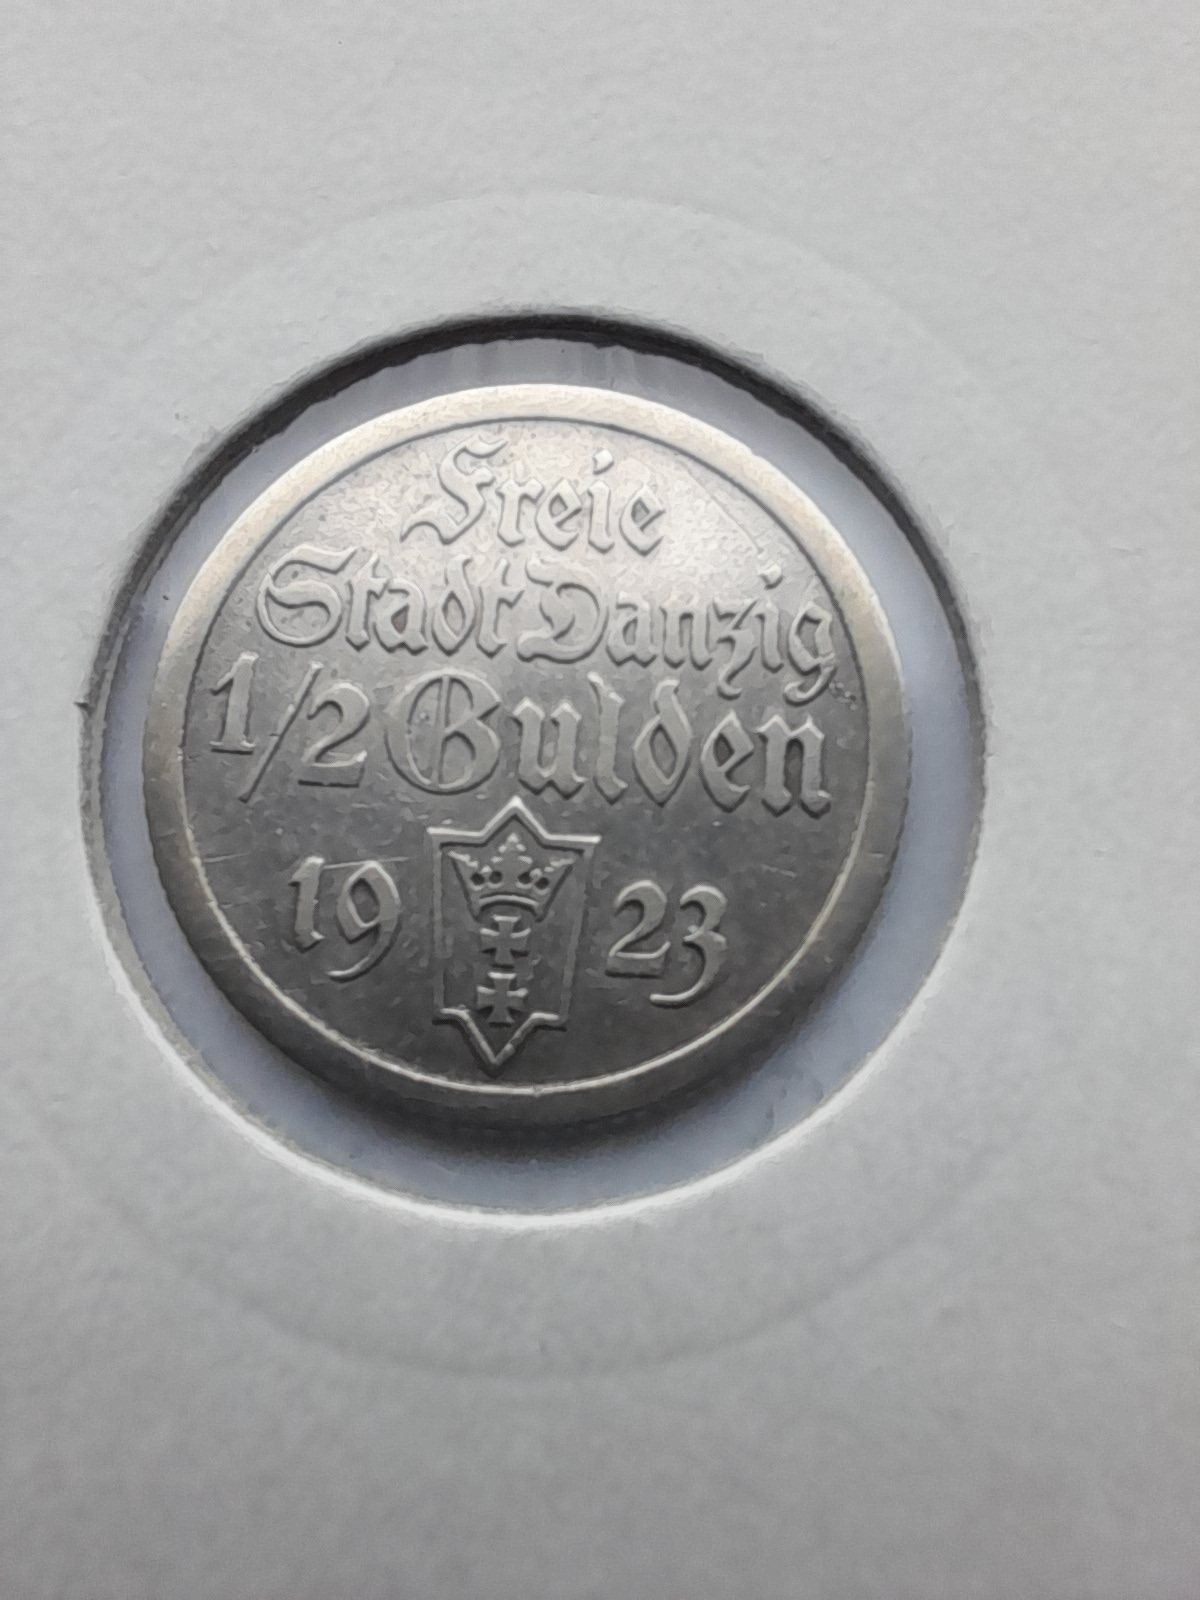 Freie
Stadt Danzig
1/2 Gulden
19 23